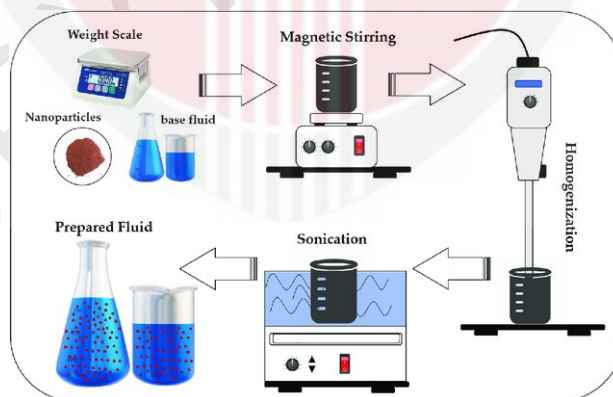 Weight Scale
Magnetic Stirring
Nanoparticles
base fluid
Homogenization
Prepared Fluid
Sonication